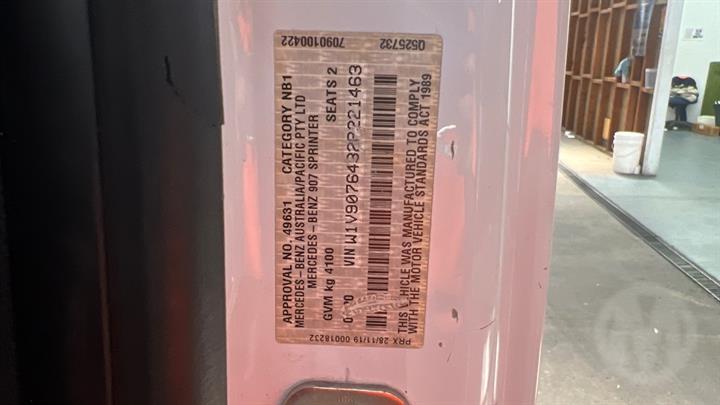 APPROVAL NO. 49631 CATEGORY NB1
MERCEDES-BENZ AUSTRALIA/PACIFIC PTY LTD
MERCEDES-BENZ 907 SPRINTER
GVM kg 4100 SEATS 2
VIN W1V9076432P221463
THIS VEHICLE WAS MANUFACTURED TO COMPLY
WITH THE MOTOR VEHICLE STANDARDS ACT 1989
PRX 28/11/19 00018232
7090100422
Q525732